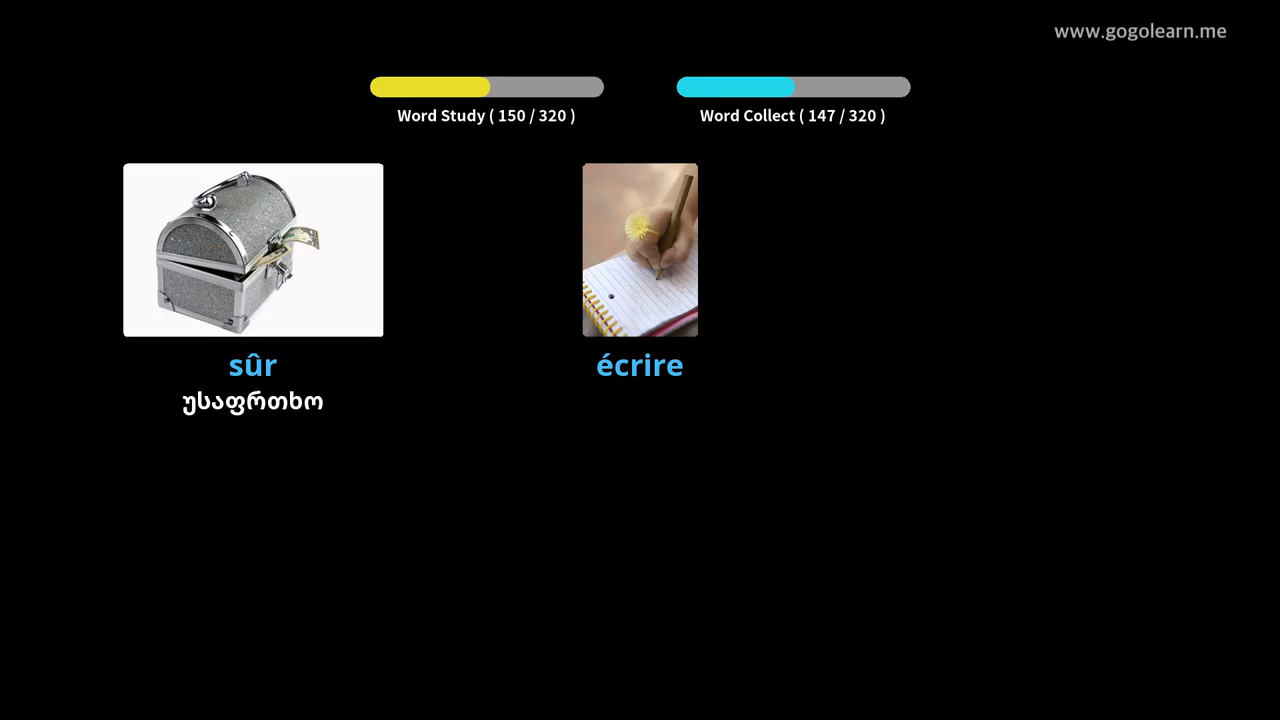 www.gogolearn.me
Word Study ( 150 / 320 )
Word Collect ( 147 / 320 )
sûr
écrire
უსაფრთხო